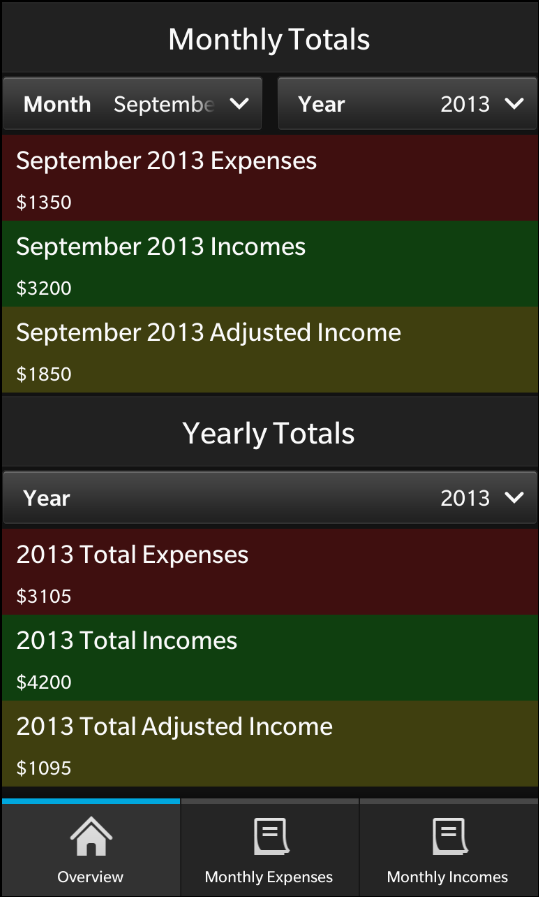 Monthly Totals
Month Septembe Year 2013
September 2013 Expenses
$1350
September 2013 Incomes
$3200
September 2013 Adjusted Income
$1850
Yearly Totals
Year 2013
2013 Total Expenses
$3105
2013 Total Incomes
$4200
2013 Total Adjusted Income
$1095
Overview Monthly Expenses Monthly Incomes